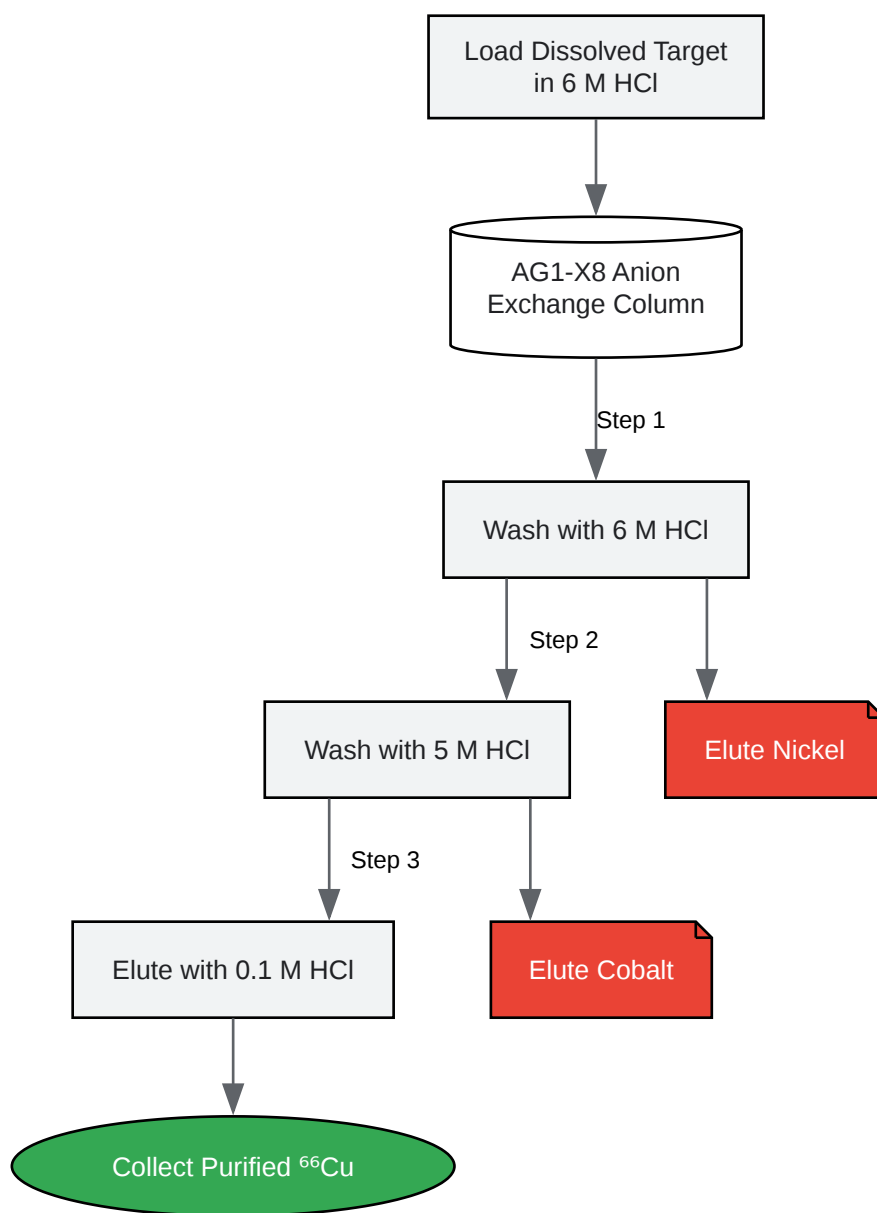 Load Dissolved Target
in 6 M HCl
AG1-X8 Anion
Exchange Column
Step 1
Wash with 6 M HCl
Step 2
Wash with 5 M HCl
Elute Nickel
Step 3
Elute with 0.1 M HCl
Elute Cobalt
Collect Purified ⁶⁶Cu